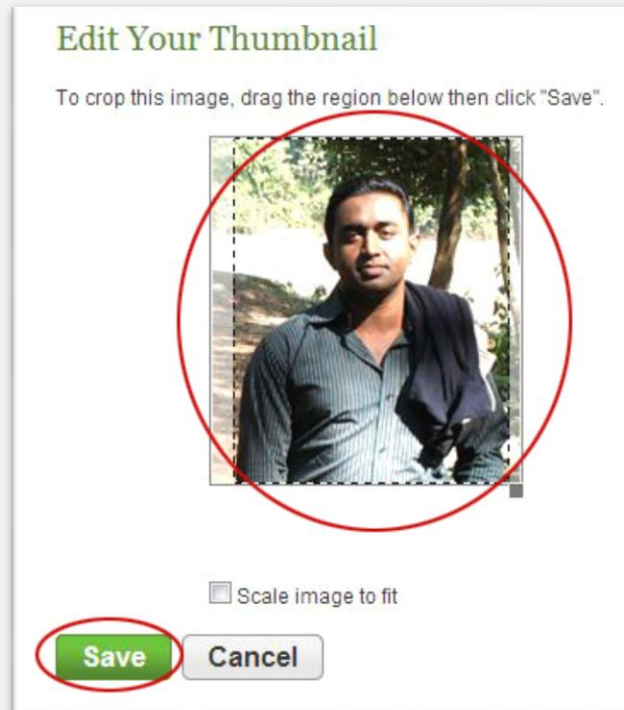 Edit Your Thumbnail
To crop this image, drag the region below then click "Save".
Scale image to fit
Save Cancel